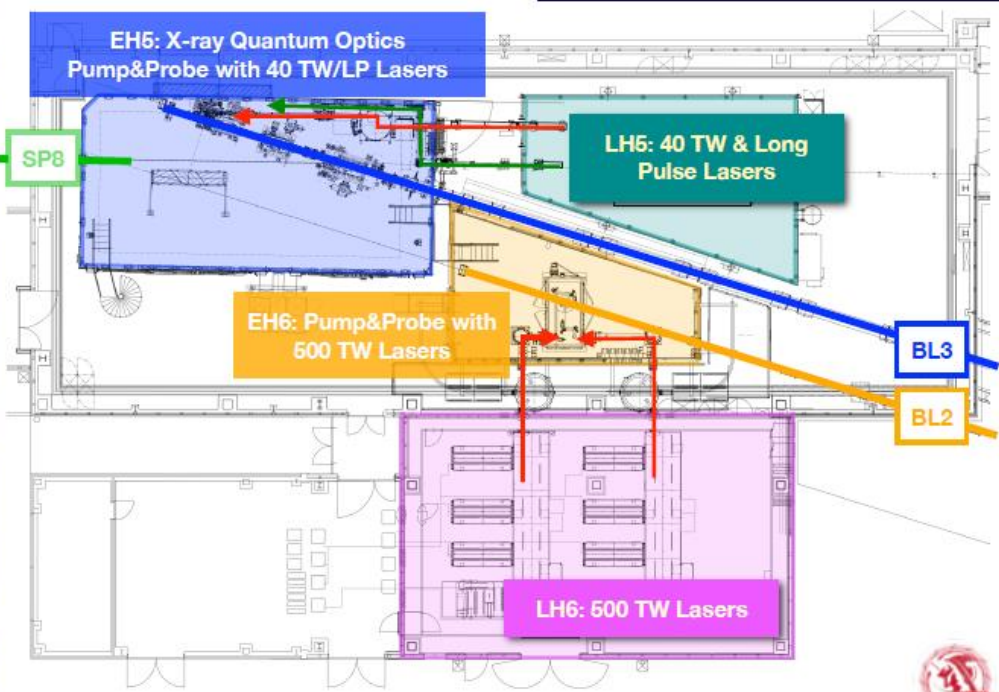 EH5: X-ray Quantum Optics
Pump&Probe with 40 TW/LP Lasers
SP8
LH5: 40 TW & Long
Pulse Lasers
EH6: Pump&Probe with
500 TW Lasers
BL3
BL2
LH6: 500 TW Lasers